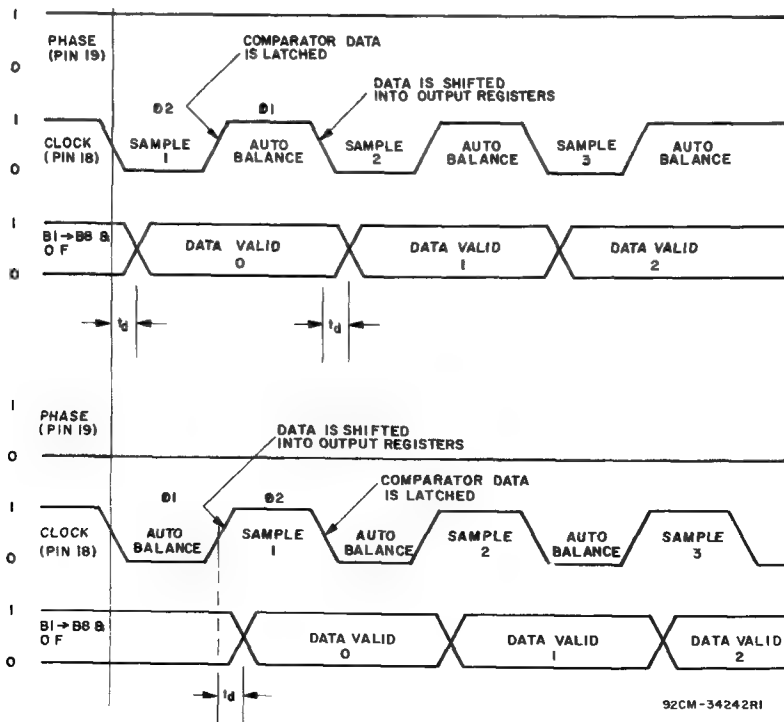 1
PHASE
(PIN 19)
0
COMPARATOR DATA
IS LATCHED
DATA IS SHIFTED
INTO OUTPUT REGISTERS
Φ2
Φ1
1
CLOCK
(PIN 18)
0
SAMPLE
1
AUTO
BALANCE
SAMPLE
2
AUTO
BALANCE
SAMPLE
3
AUTO
BALANCE
1
B1→B8 &
O F
0
DATA VALID
0
DATA VALID
1
DATA VALID
2
td
td
1
PHASE
(PIN 19)
0
DATA IS SHIFTED
INTO OUTPUT REGISTERS
COMPARATOR DATA
IS LATCHED
Φ1
Φ2
1
CLOCK
(PIN 18)
0
AUTO
BALANCE
SAMPLE
1
AUTO
BALANCE
SAMPLE
2
AUTO
BALANCE
SAMPLE
3
1
B1→B8 &
O F
0
DATA VALID
0
DATA VALID
1
DATA VALID
2
td
92CM-34242R1